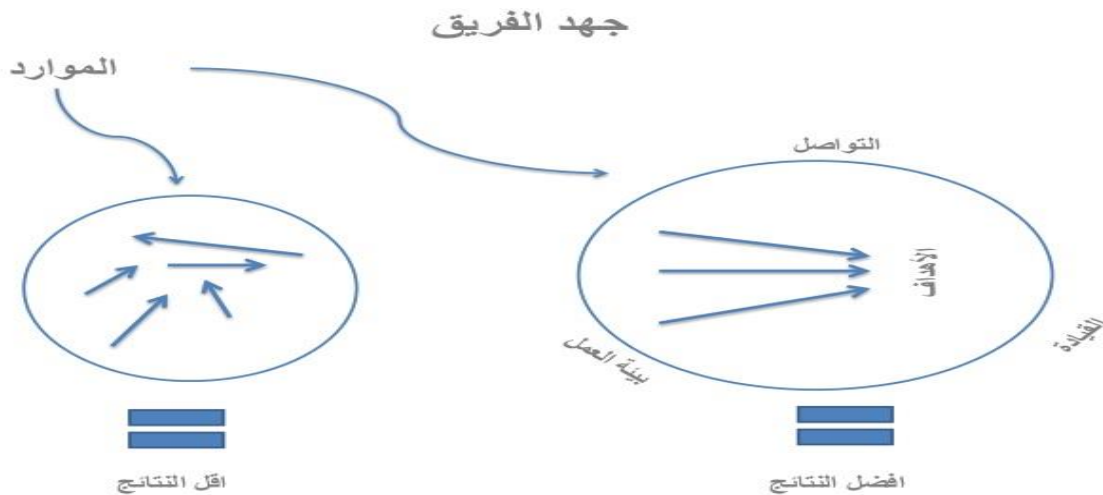 جهد الفريق
الموارد
التواصل
الأهداف
القيادة
بيئة العمل
افضل النتائج
اقل النتائج